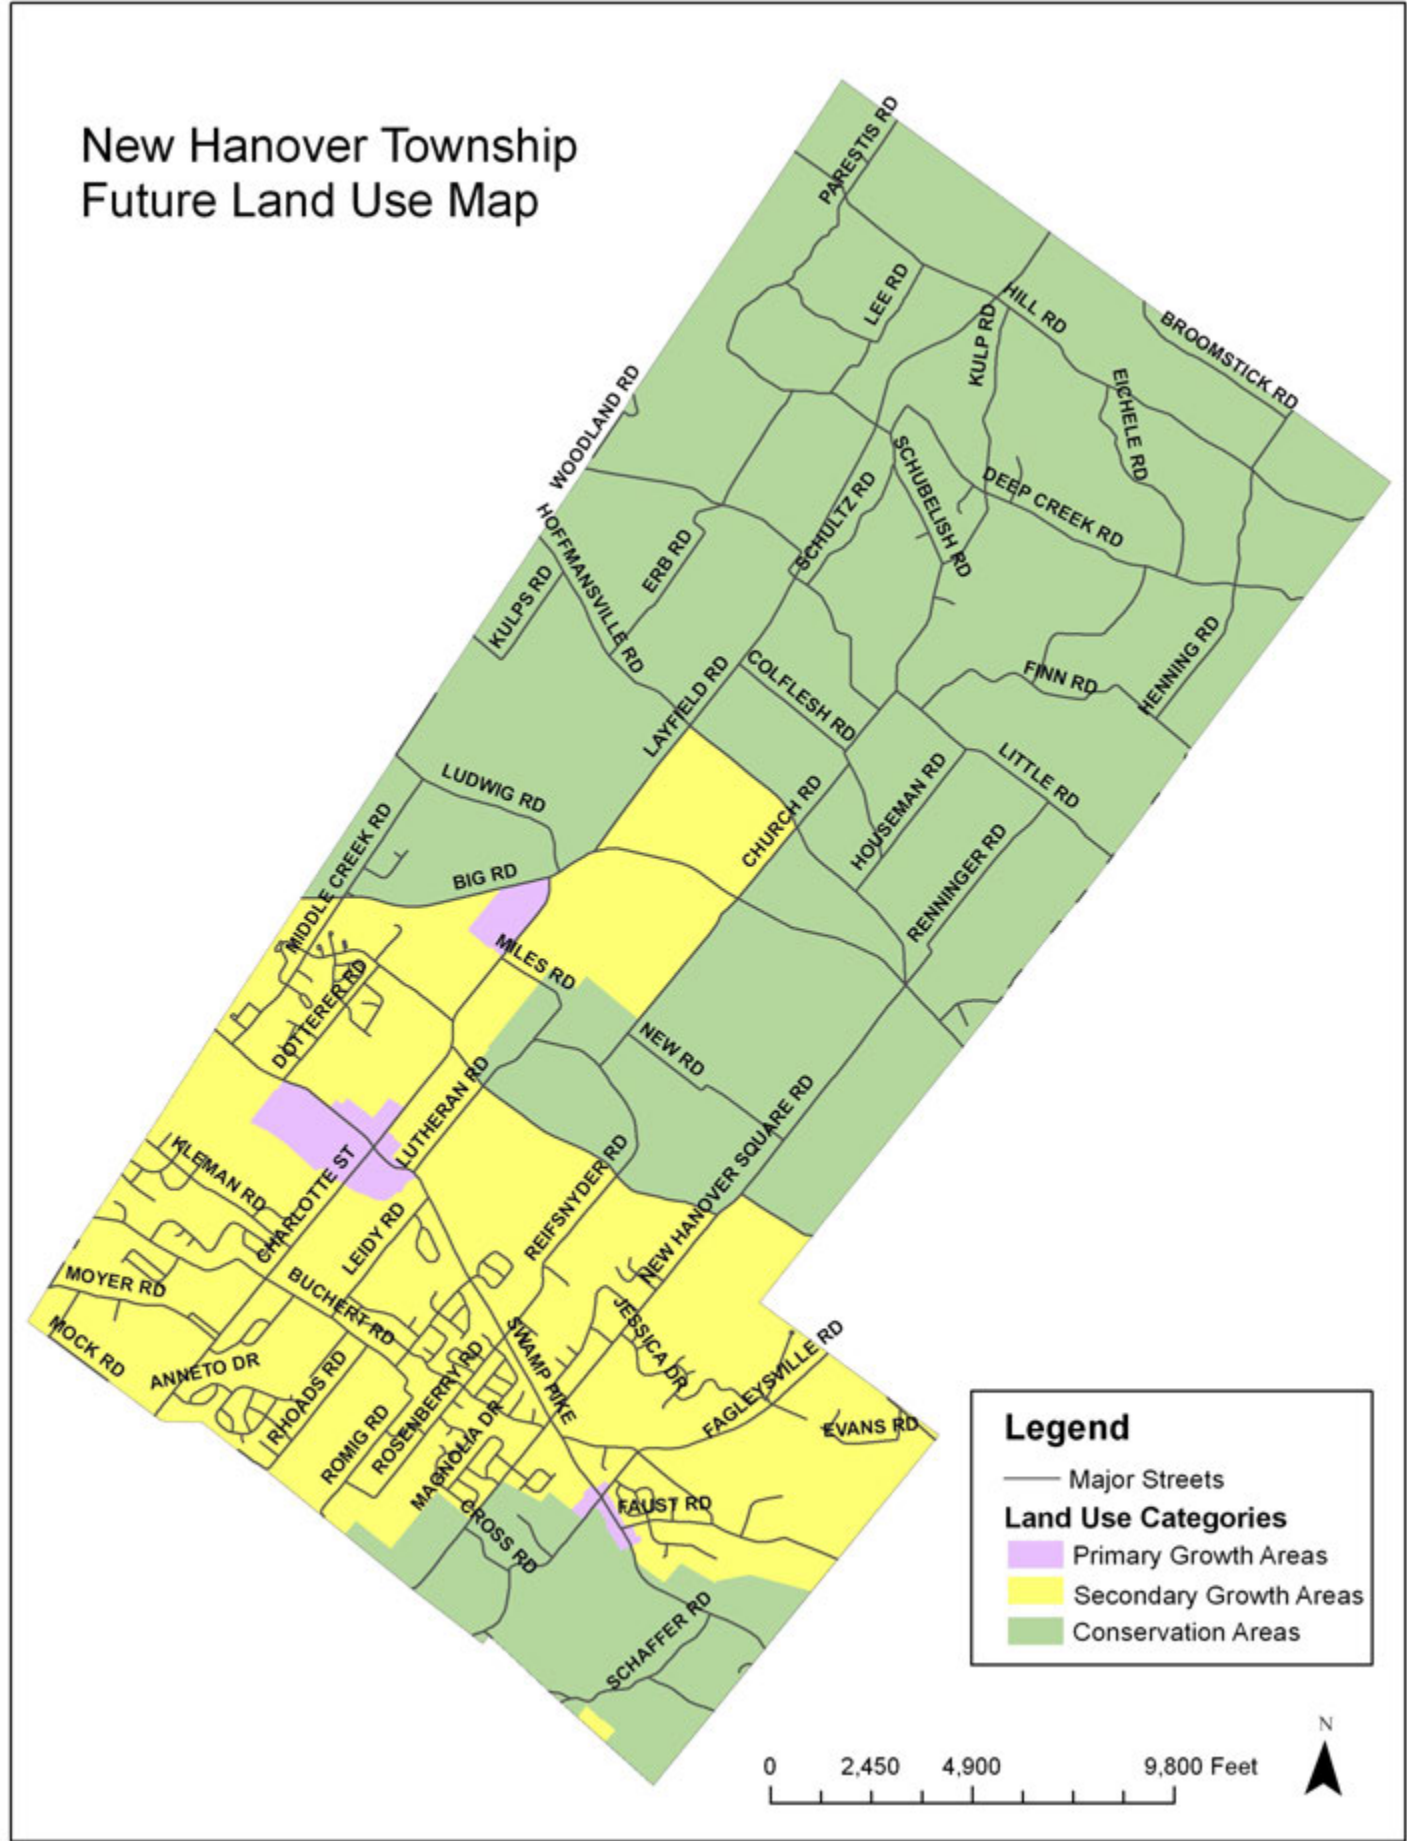 New Hanover Township
Future Land Use Map
PARESTIS RD
LEE RD
HILL RD
KULP RD
BROOMSTICK RD
EICHELE RD
WOODLAND RD
SCHUBELISH RD
DEEP CREEK RD
SCHULTZ RD
HOFFMANSVILLE RD
ERB RD
KULPS RD
HENNING RD
FINN RD
COLFLESH RD
LAYFIELD RD
LITTLE RD
HOUSEMAN RD
CHURCH RD
RENNINGER RD
LUDWIG RD
MIDDLE CREEK RD
BIG RD
MILES RD
DOTTERER RD
NEW RD
LUTHERAN RD
NEW HANOVER SQUARE RD
REIFSNYDER RD
KLEMAN RD
CHARLOTTE ST
LEIDY RD
MOYER RD
BUCHERT RD
MOCK RD
ANNETO DR
RHOADS RD
SWAMP PIKE
JESSICA DR
FAGLEYSVILLE RD
EVANS RD
ROMIG RD
ROSENBERRY RD
MAGNOLIA DR
CROSS RD
FAUST RD
SCHAFFER RD
Legend
Major Streets
Land Use Categories
Primary Growth Areas
Secondary Growth Areas
Conservation Areas
N
0 2,450 4,900 9,800 Feet